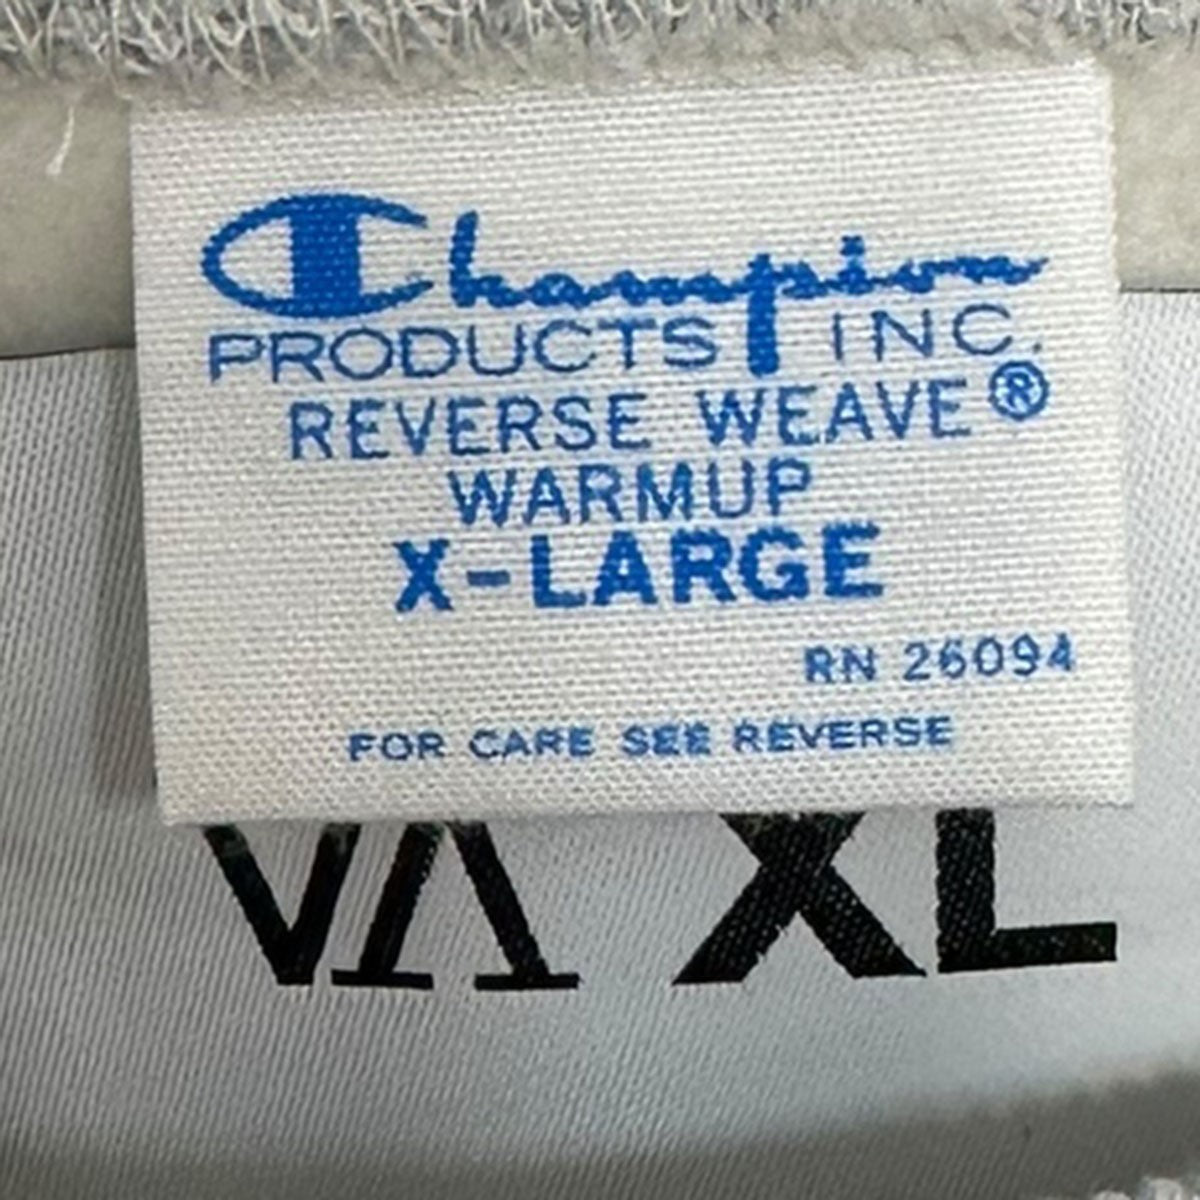 Champion
PRODUCTS INC.
REVERSE WEAVE®
WARMUP
X-LARGE
RN 26094
FOR CARE SEE REVERSE
XL